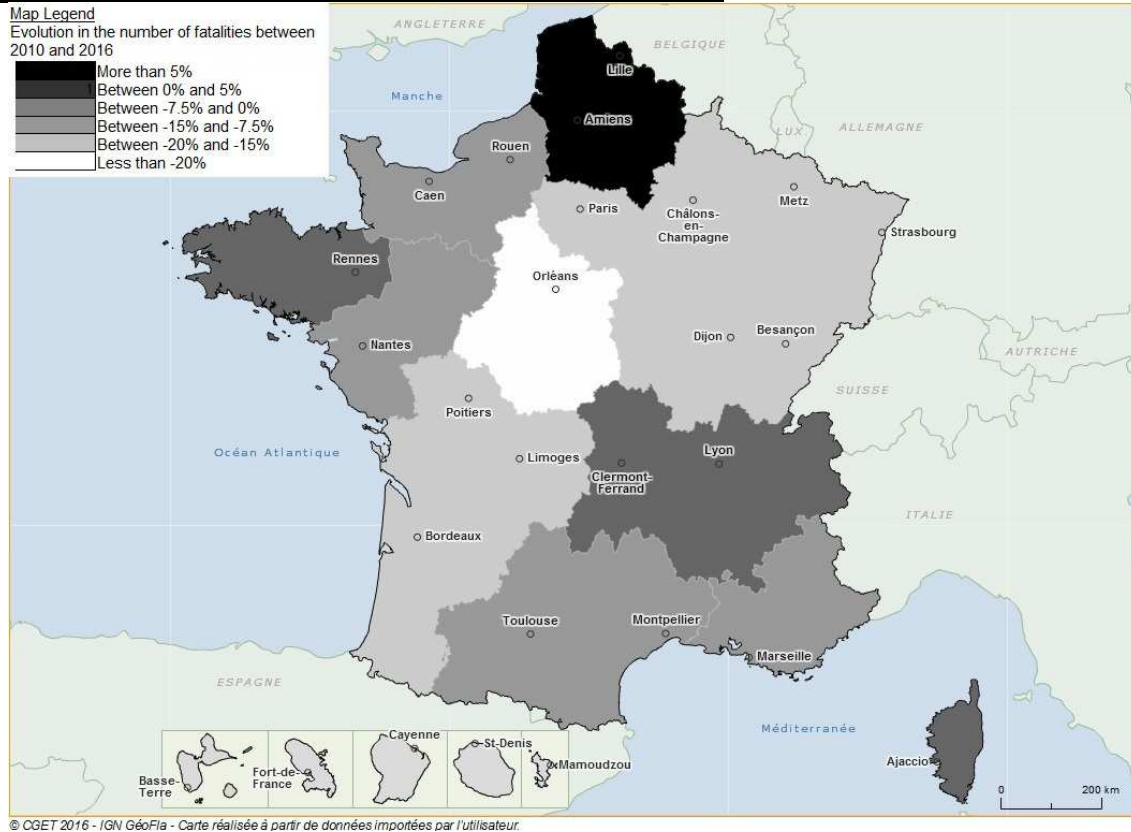 Map Legend
Evolution in the number of fatalities between
2010 and 2016
More than 5%
1 Between 0% and 5%
Between -7.5% and 0%
Between -15% and -7.5%
Between -20% and -15%
Less than -20%
ANGLETERRE
BELGIQUE
Lille
Manche
Amiens
LUX.
ALLEMAGNE
Rouen
Caen
Paris
Châlons-
en-
Champagne
Metz
Strasbourg
Rennes
Orléans
Nantes
Dijon
Besançon
AUTRICHE
SUISSE
Poitiers
Océan Atlantique
Limoges
Clermont-
Ferrand
Lyon
ITALIE
Bordeaux
Toulouse
Montpellier
Marseille
ESPAGNE
Méditerranée
Basse-
Terre
Fort-de-
France
Cayenne
St-Denis
Mamoudzou
Ajaccio
0 200 km
© CGET 2016 - IGN GéoFla - Carte réalisée à partir de données importées par l'utilisateur.